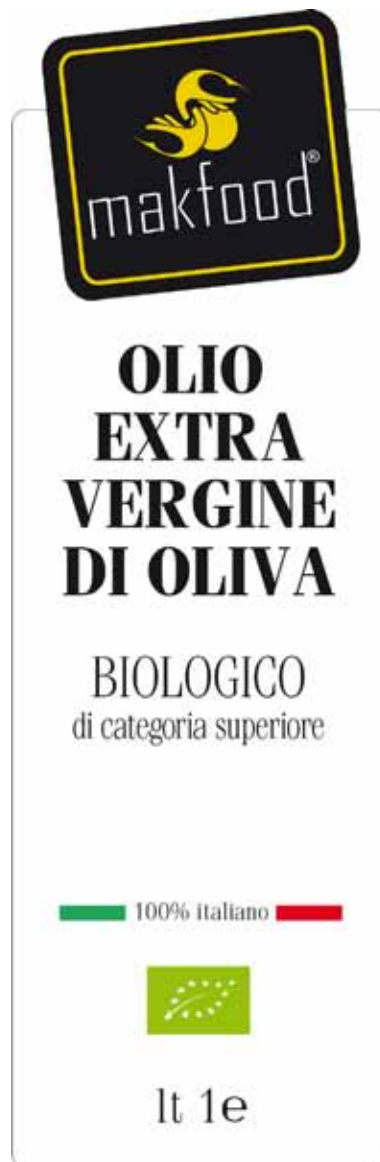 makfood®
OLIO
EXTRA
VERGINE
DI OLIVA
BIOLOGICO
di categoria superiore
100% italiano
lt 1e